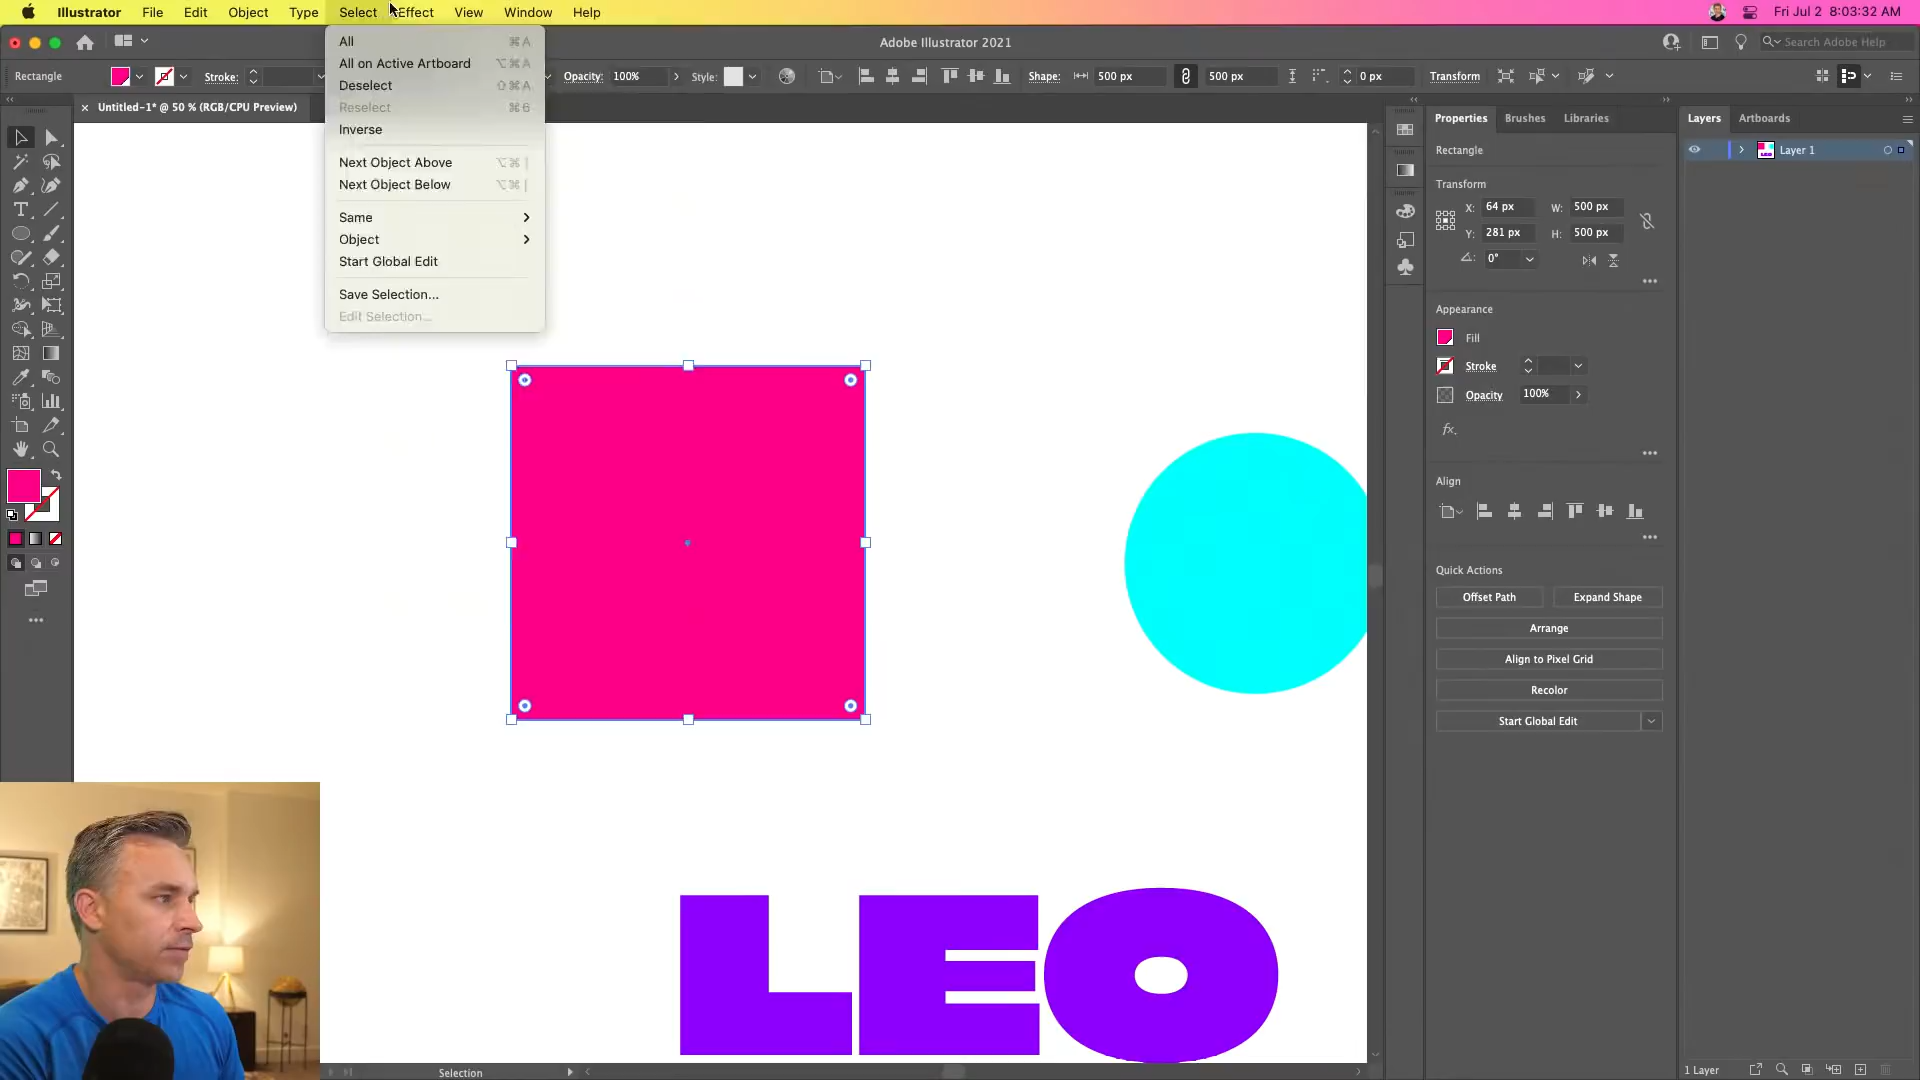 Illustrator File Edit Object Type Select Effect View Window Help
Fri Jul 2 8:03:32 AM
Adobe Illustrator 2021
Search Adobe Help
Rectangle
Stroke:
Opacity: 100%
Style:
Shape: 500 px 500 px 0 px
Transform
Untitled-1* @ 50 % (RGB/CPU Preview)
All ⌘A
All on Active Artboard ⌥⌘A
Deselect ⇧⌘A
Reselect ⌘6
Inverse
Next Object Above ⌥⌘]
Next Object Below ⌥⌘[
Same
Object
Start Global Edit
Save Selection...
Edit Selection...
LEO
Properties Brushes Libraries
Rectangle
Transform
X: 64 px W: 500 px
Y: 281 px H: 500 px
0°
Appearance
Fill
Stroke
Opacity 100%
fx.
Align
Quick Actions
Offset Path Expand Shape
Arrange
Align to Pixel Grid
Recolor
Start Global Edit
Layers Artboards
Layer 1
1 Layer
Selection